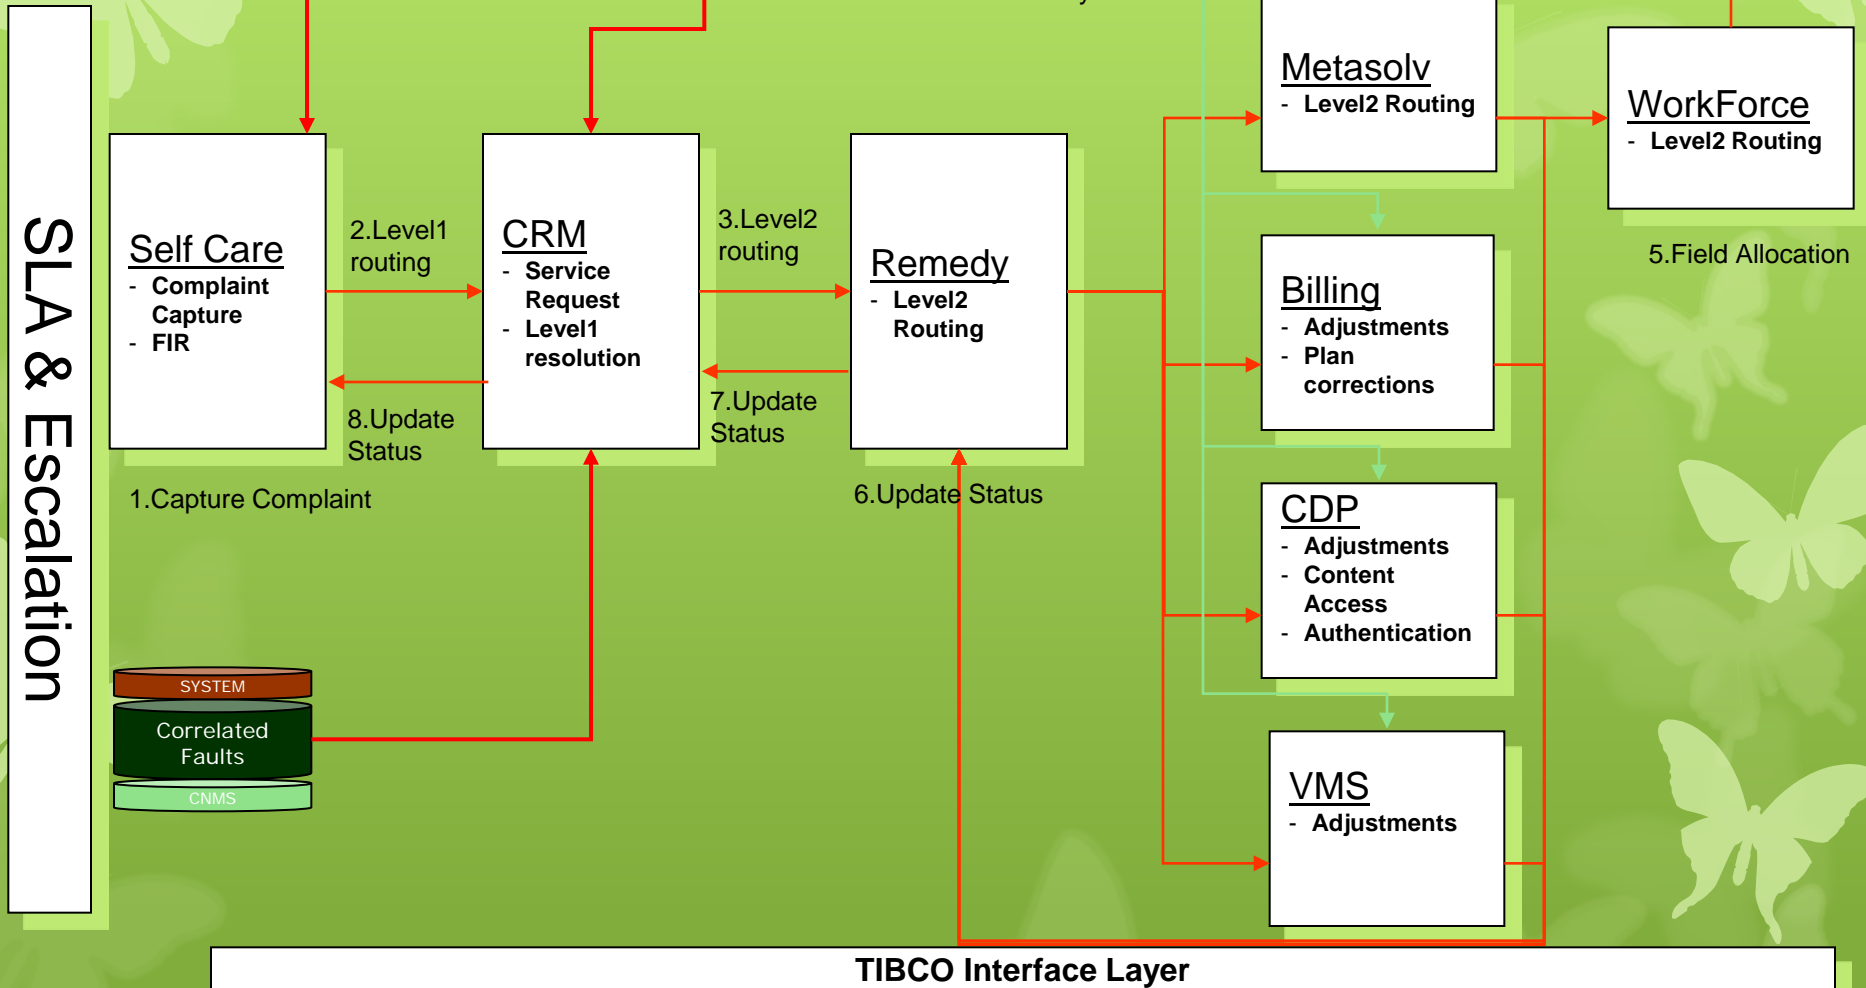 SLA & Escalation
Self Care
- Complaint
Capture
- FIR
1.Capture Complaint
2.Level1
routing
8.Update
Status
CRM
- Service
Request
- Level1
resolution
3.Level2
routing
7.Update
Status
Remedy
- Level2
Routing
6.Update Status
Metasolv
- Level2 Routing
Billing
- Adjustments
- Plan
corrections
CDP
- Adjustments
- Content
Access
- Authentication
VMS
- Adjustments
WorkForce
- Level2 Routing
5.Field Allocation
SYSTEM
Correlated
Faults
CNMS
TIBCO Interface Layer